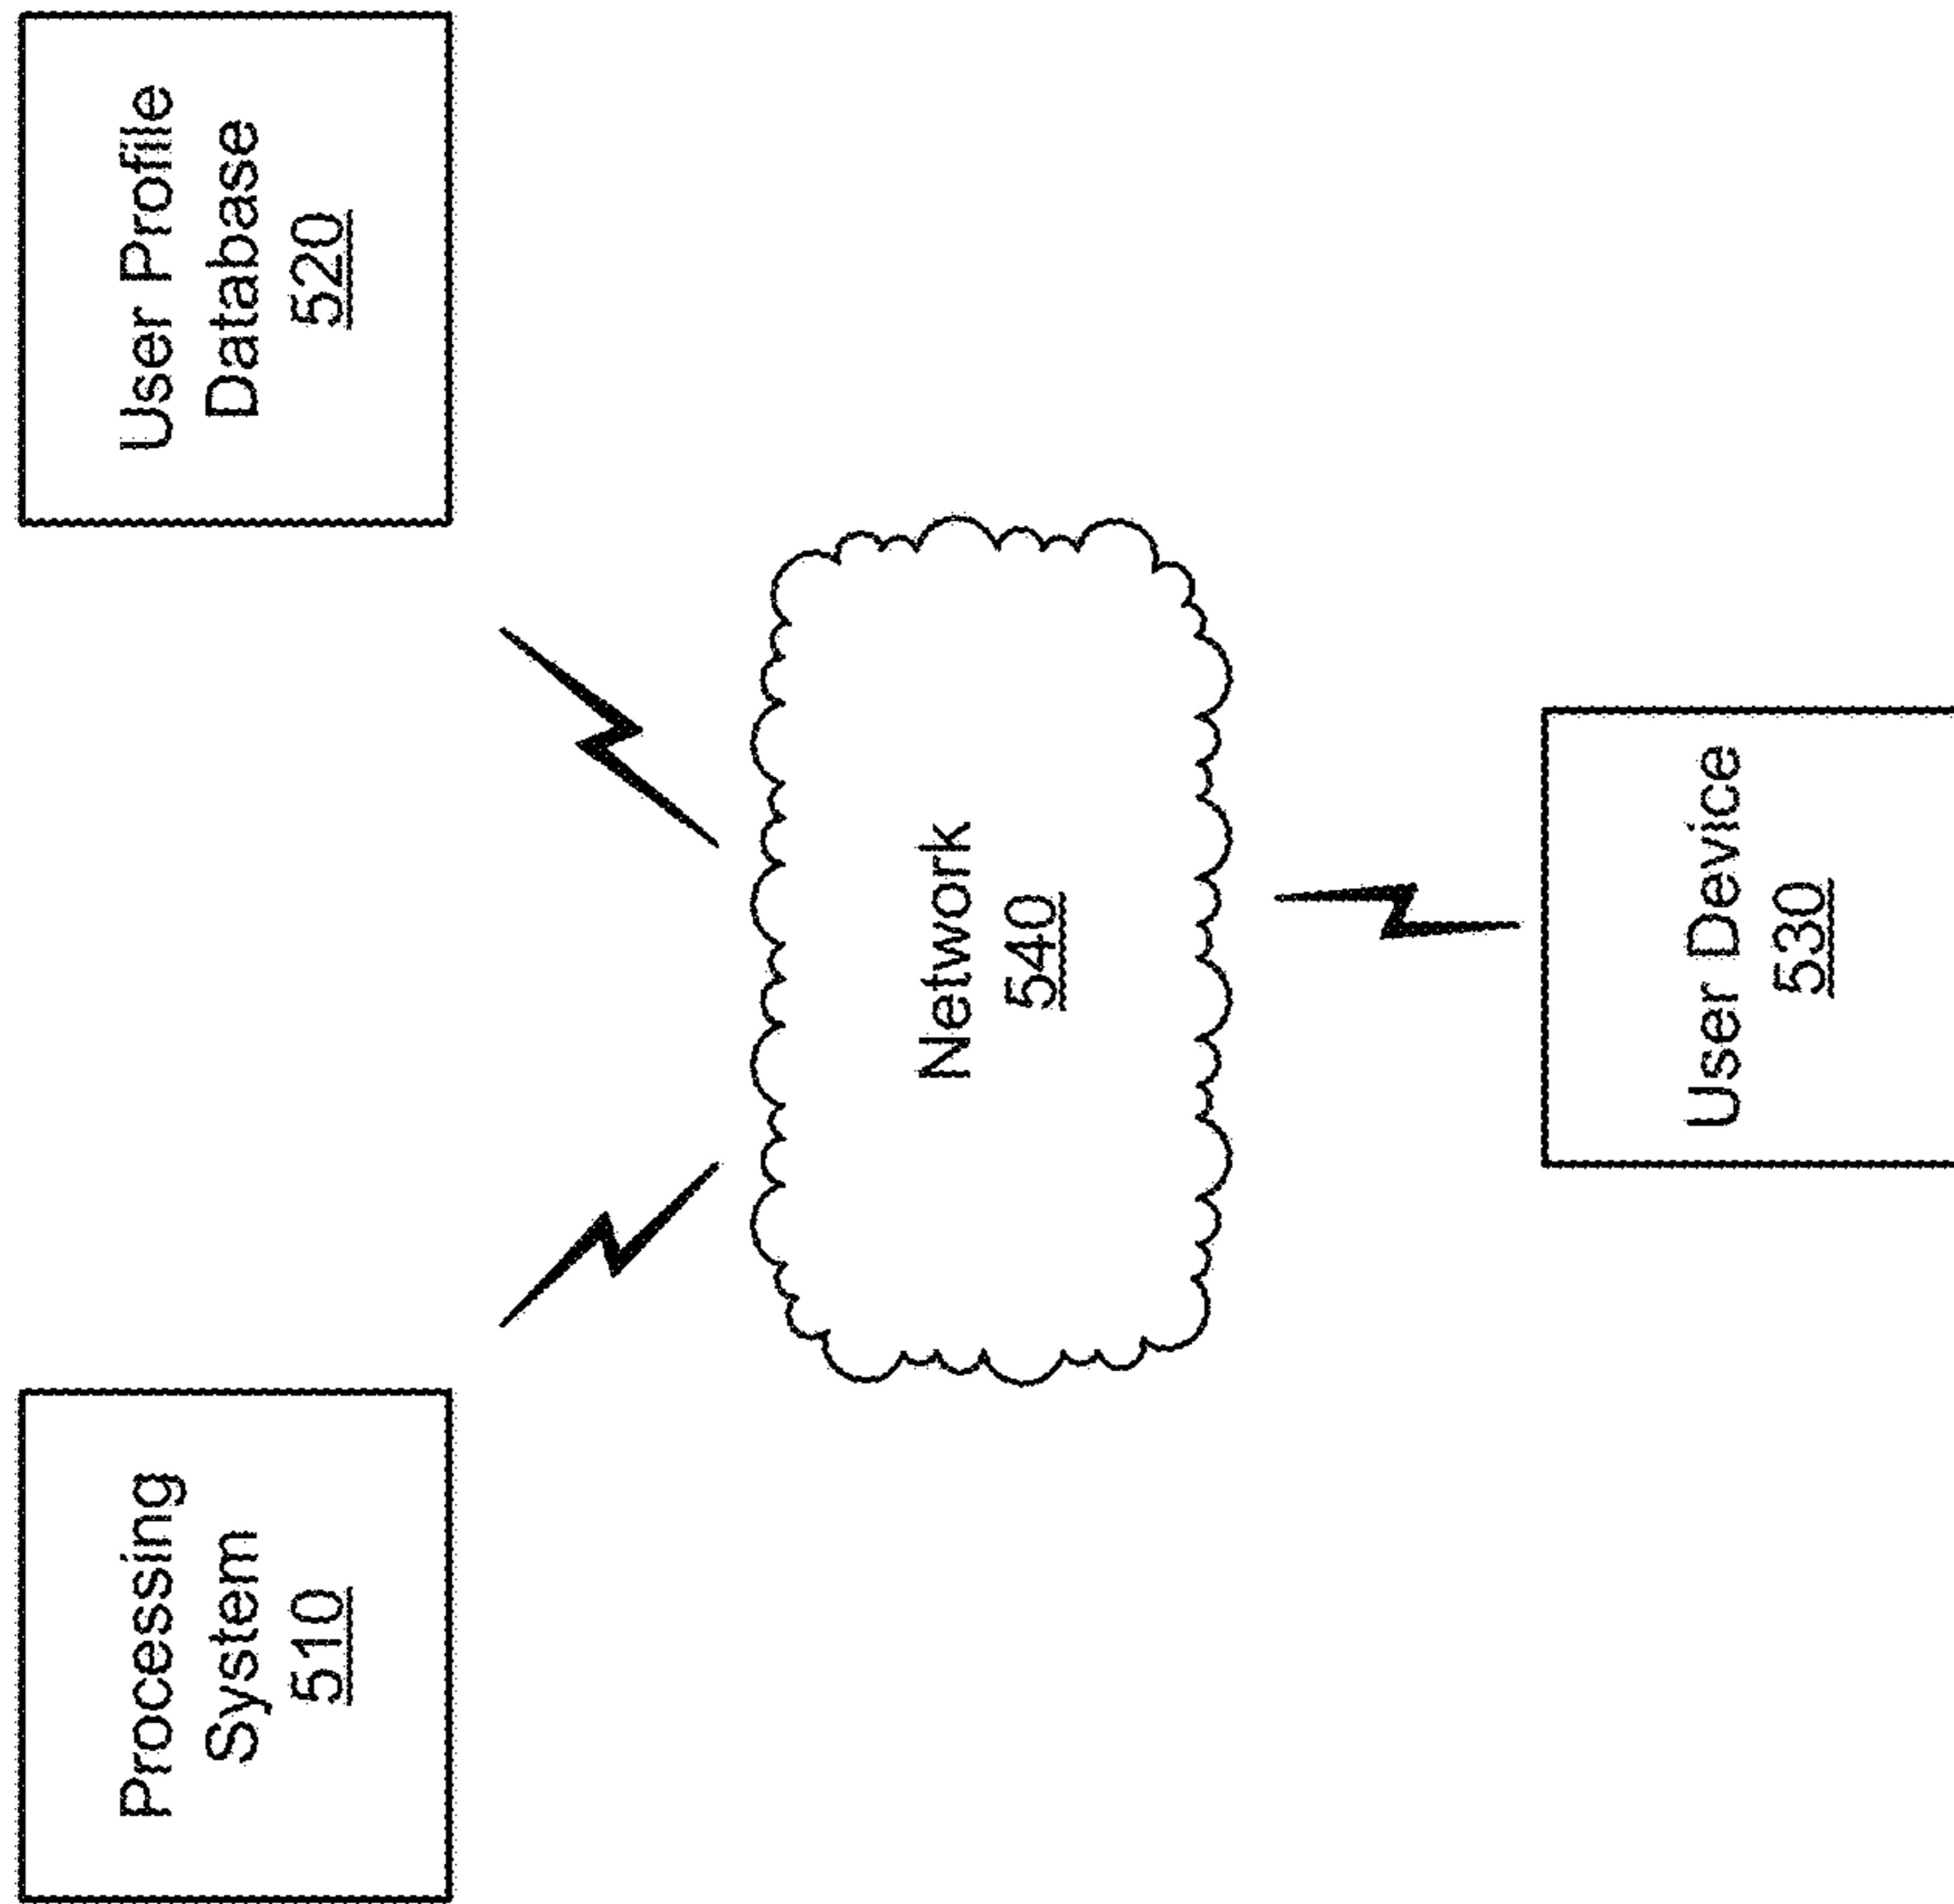 Processing
System
510
User Profile
Database
520
Network
540
User Device
530